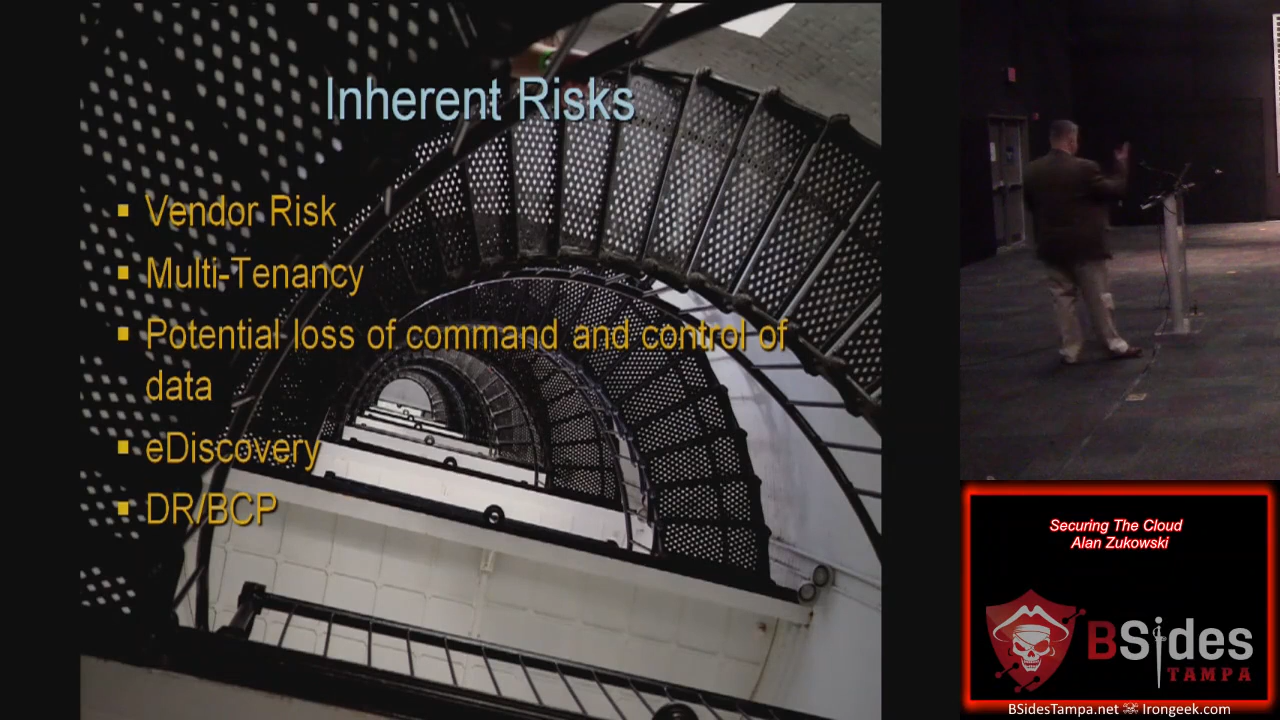 Inherent Risks
Vendor Risk
Multi-Tenancy
Potential loss of command and control of
data
eDiscovery
DR/BCP
Securing The Cloud
Alan Zukowski
BSides
TAMPA
BSidesTampa.net Irongeek.com